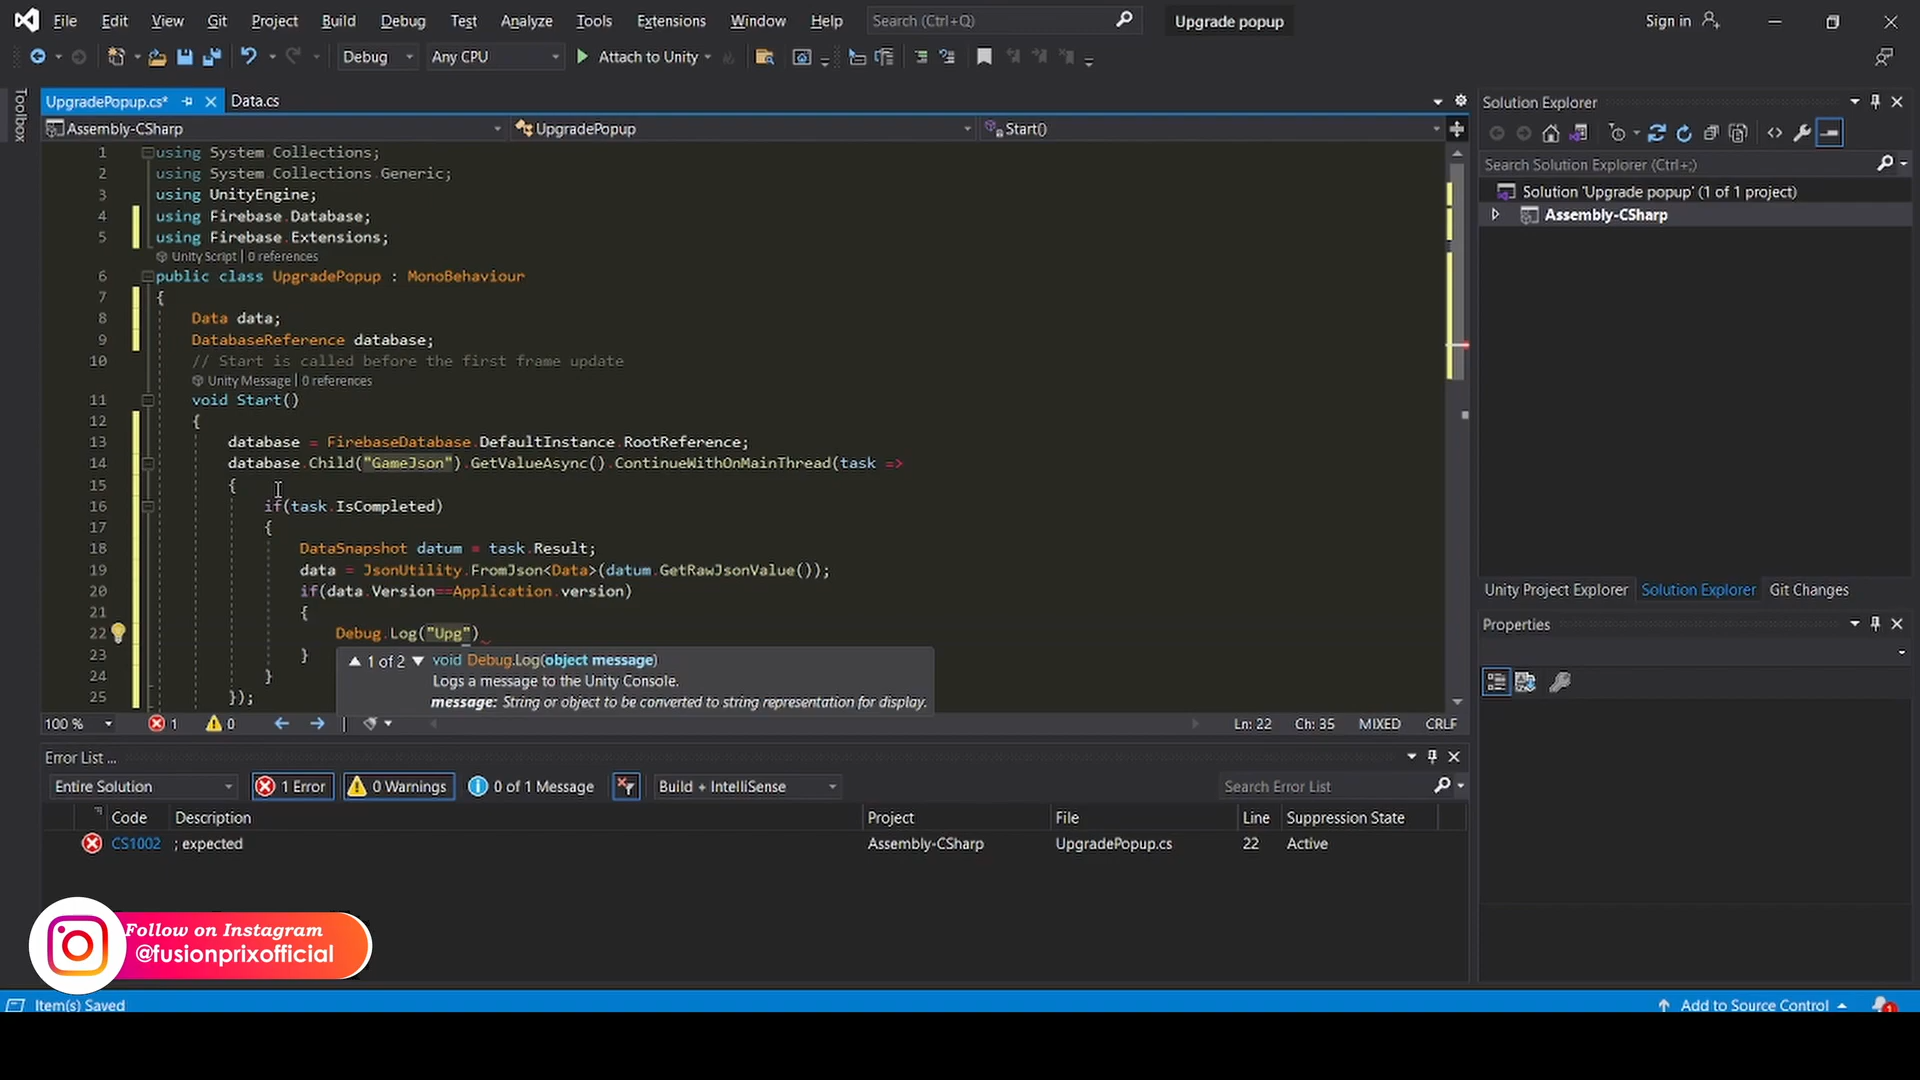 File Edit View Git Project Build Debug Test Analyze Tools Extensions Window Help Search (Ctrl+Q) Upgrade popup Sign in
Debug Any CPU Attach to Unity
Toolbox
UpgradePopup.cs* Data.cs
Assembly-CSharp UpgradePopup Start()
1 using System.Collections;
2 using System.Collections.Generic;
3 using UnityEngine;
4 using Firebase.Database;
5 using Firebase.Extensions;
Unity Script | 0 references
6 public class UpgradePopup : MonoBehaviour
7 {
8 Data data;
9 DatabaseReference database;
10 // Start is called before the first frame update
Unity Message | 0 references
11 void Start()
12 {
13 database = FirebaseDatabase.DefaultInstance.RootReference;
14 database.Child("GameJson").GetValueAsync().ContinueWithOnMainThread(task =>
15 {
16 if(task.IsCompleted)
17 {
18 DataSnapshot datum = task.Result;
19 data = JsonUtility.FromJson<Data>(datum.GetRawJsonValue());
20 if(data.Version==Application.version)
21 {
22 Debug.Log("Upg")
23 }
24 }
25 });
1 of 2 void Debug.Log(object message)
Logs a message to the Unity Console.
message: String or object to be converted to string representation for display.
100 % 1 0 Ln: 22 Ch: 35 MIXED CRLF
Error List ...
Entire Solution 1 Error 0 Warnings 0 of 1 Message Build + IntelliSense Search Error List
Code Description Project File Line Suppression State
CS1002 ; expected Assembly-CSharp UpgradePopup.cs 22 Active
Solution Explorer
Search Solution Explorer (Ctrl+;)
Solution 'Upgrade popup' (1 of 1 project)
Assembly-CSharp
Unity Project Explorer Solution Explorer Git Changes
Properties
Follow on Instagram
@fusionprixofficial
Item(s) Saved Add to Source Control 1